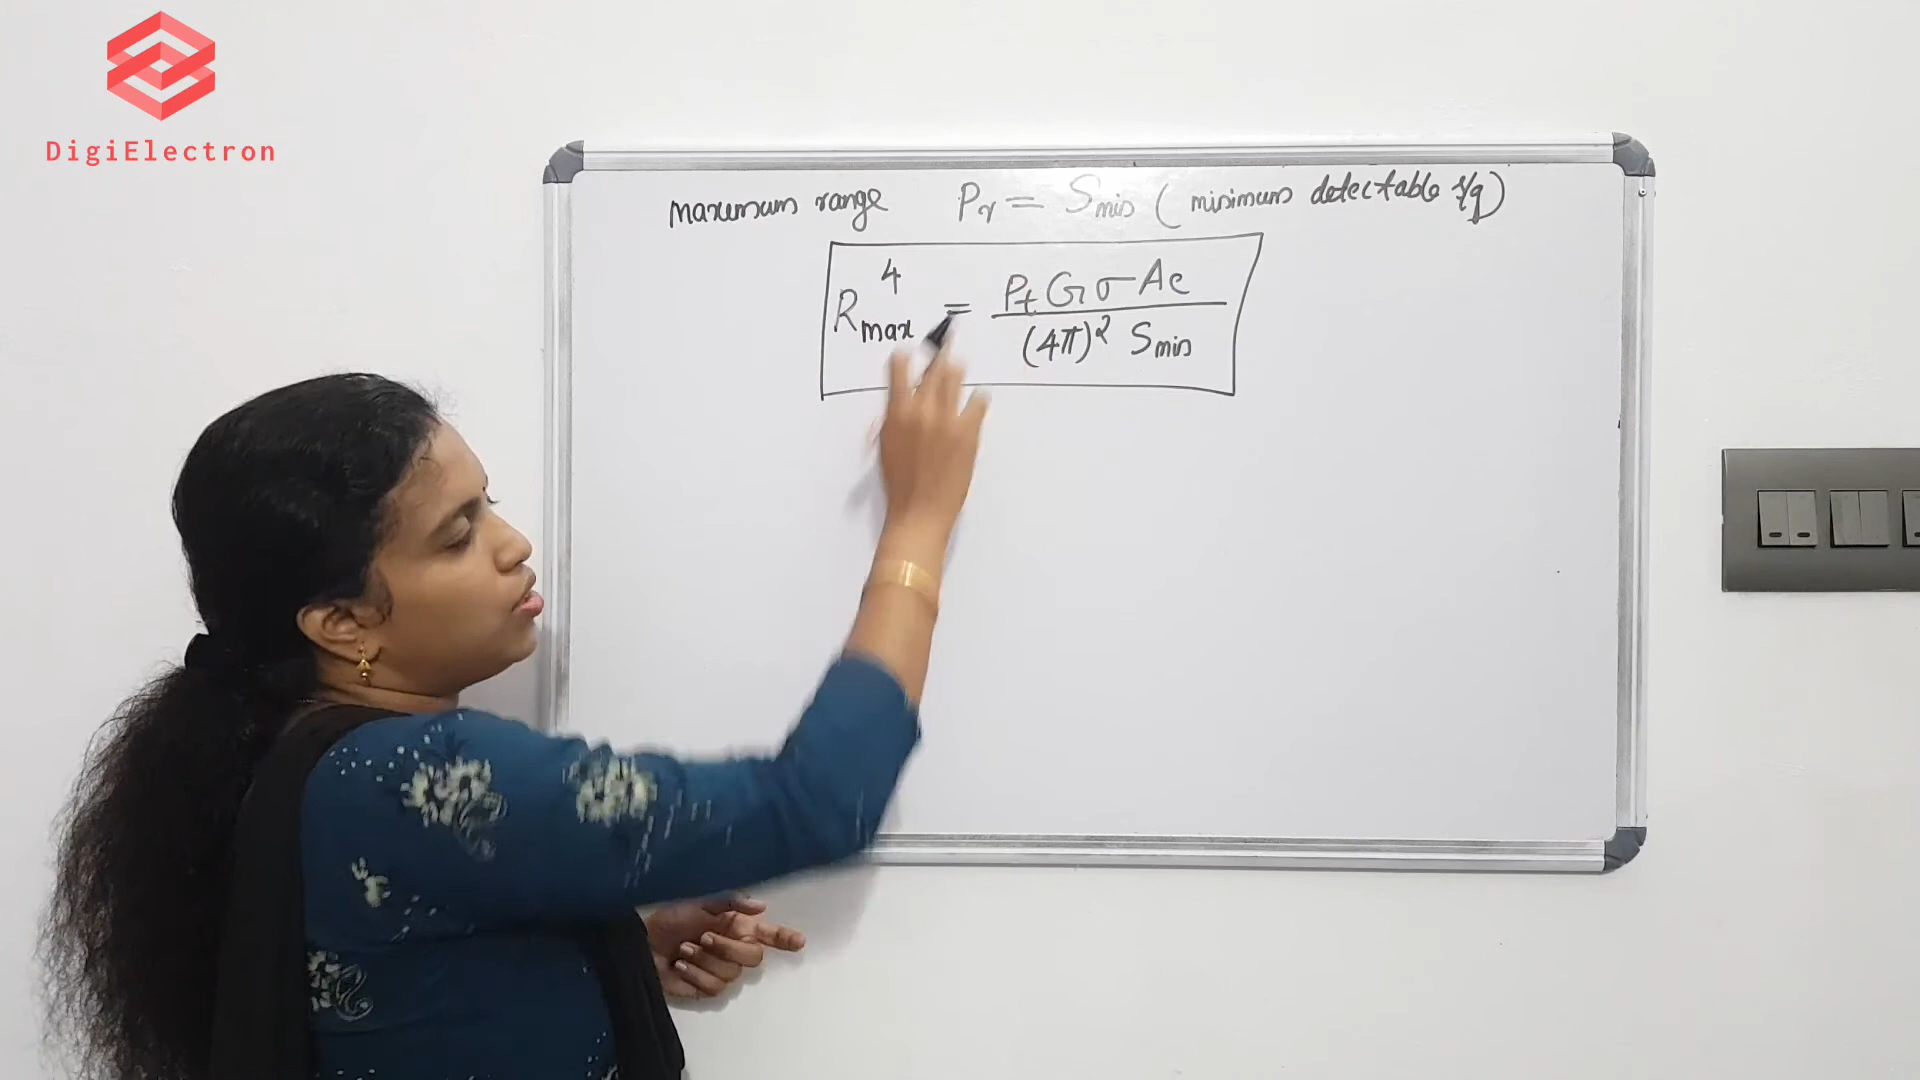 DigiElectron
maximum range Pr = Smin (minimum detectable s/g)
R⁴max = PtGσAe / (4π)² Smin